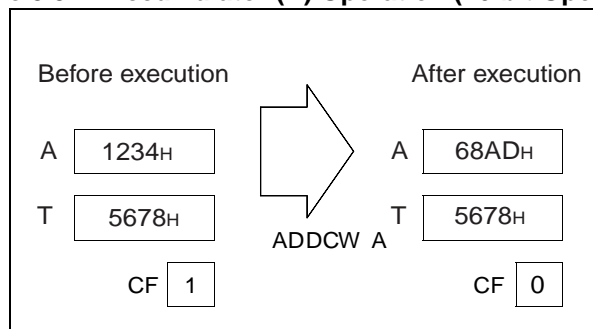 Before execution After execution
A 1234H A 68ADH
T 5678H T 5678H
ADDCW A
CF 1 CF 0